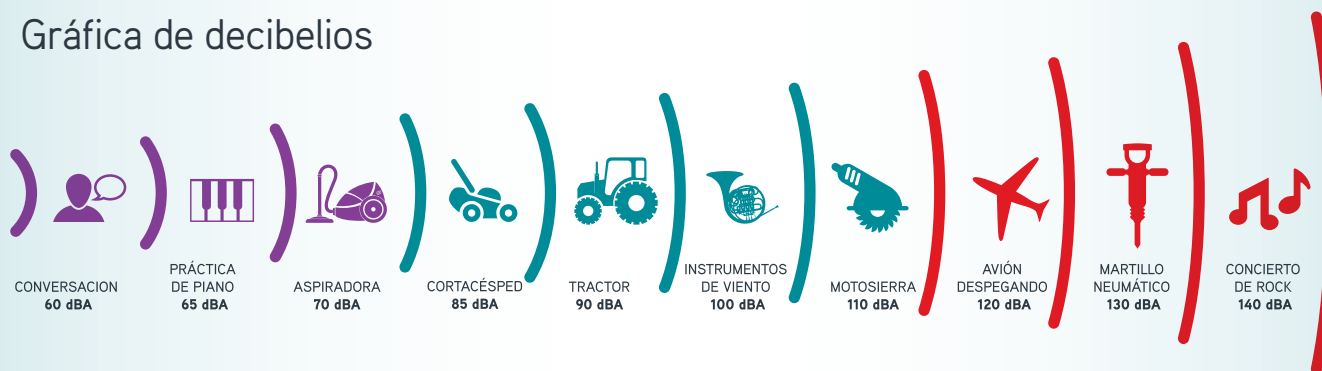 Gráfica de decibelios
CONVERSACION
60 dBA
PRÁCTICA
DE PIANO
65 dBA
ASPIRADORA
70 dBA
CORTACÉSPED
85 dBA
TRACTOR
90 dBA
INSTRUMENTOS
DE VIENTO
100 dBA
MOTOSIERRA
110 dBA
AVIÓN
DESPEGANDO
120 dBA
MARTILLO
NEUMÁTICO
130 dBA
CONCIERTO
DE ROCK
140 dBA